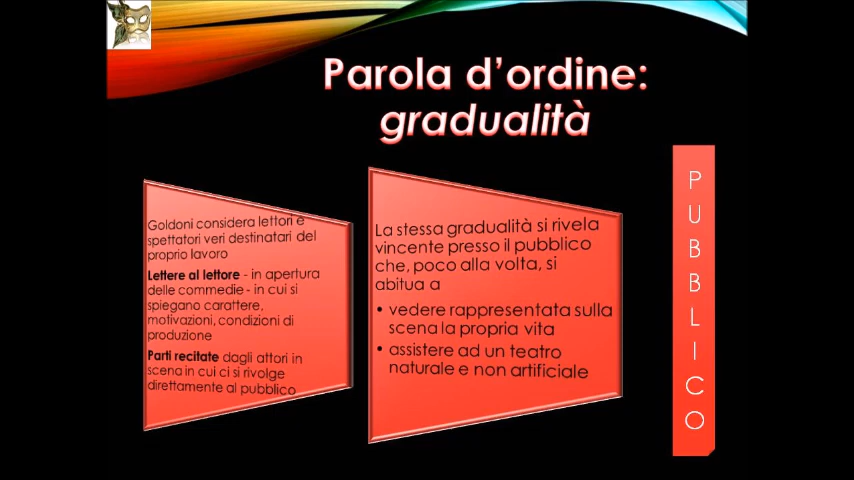 Parola d'ordine:
gradualità
Goldoni considera lettori e
spettatori veri destinatari del
proprio lavoro
Lettere al lettore - in apertura
delle commedie - in cui si
spiegano carattere,
motivazioni, condizioni di
produzione
Parti recitate dagli attori in
scena in cui ci si rivolge
direttamente al pubblico
La stessa gradualità si rivela
vincente presso il pubblico
che, poco alla volta, si
abitua a
• vedere rappresentata sulla
scena la propria vita
• assistere ad un teatro
naturale e non artificiale
PUBBLICO